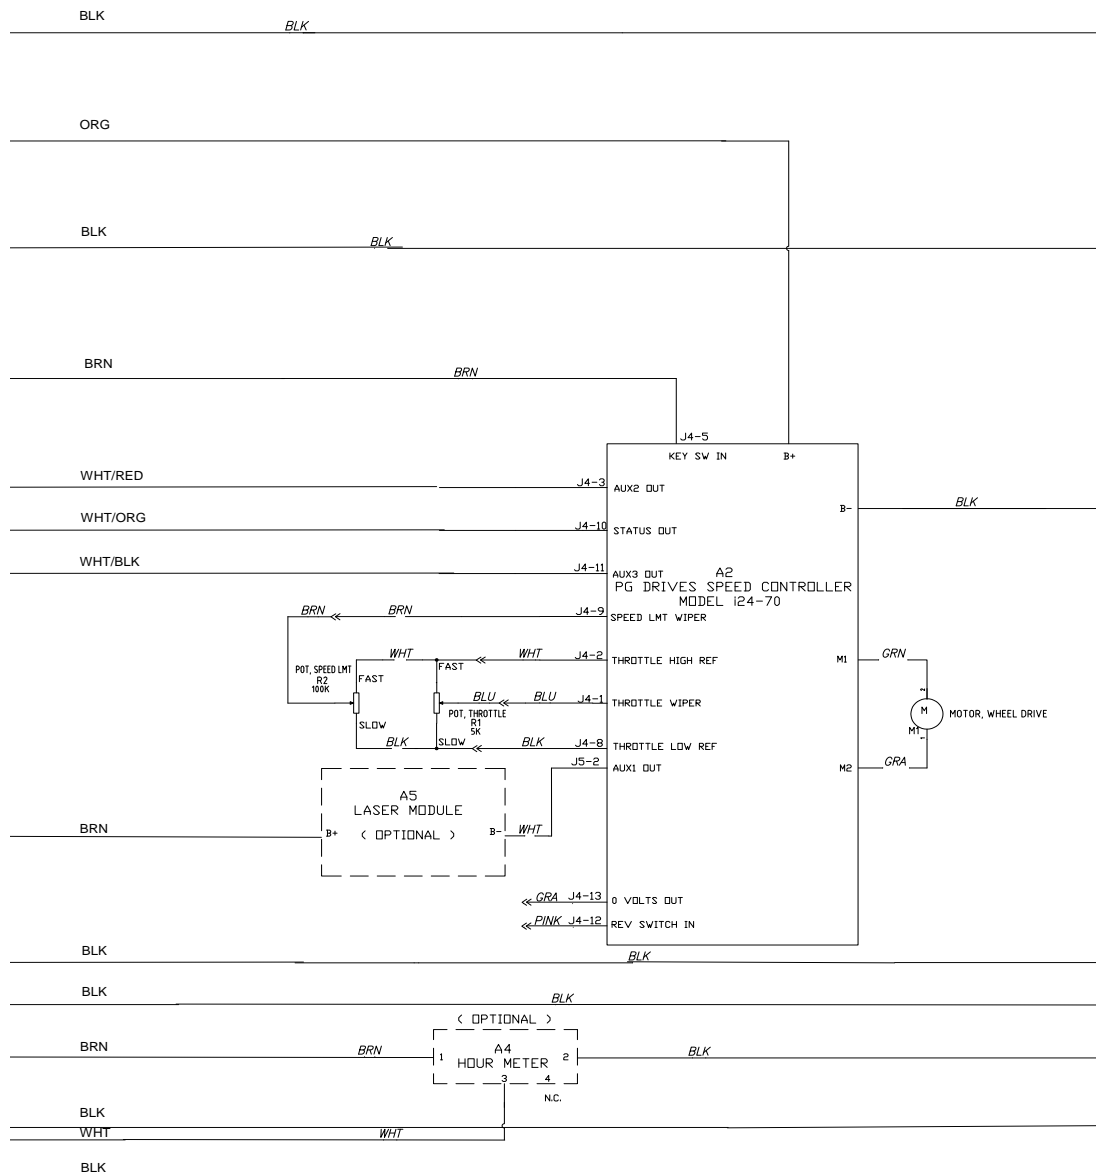 BLK
BLK
ORG
BLK
BLK
BRN
BRN
J4-5
KEY SW IN
B+
WHT/RED
J4-3
AUX2 OUT
BLK
B-
WHT/ORG
J4-10
STATUS OUT
WHT/BLK
J4-11
AUX3 OUT
A2
PG DRIVES SPEED CONTROLLER
MODEL i24-70
BRN
BRN
J4-9
SPEED LMT WIPER
WHT
WHT
J4-2
THROTTLE HIGH REF
M1
GRN
POT, SPEED LMT
R2
100K
FAST
FAST
BLU
BLU
J4-1
THROTTLE WIPER
2
M
M1
1
MOTOR, WHEEL DRIVE
POT, THROTTLE
R1
5K
SLOW
SLOW
BLK
BLK
J4-8
THROTTLE LOW REF
J5-2
AUX1 OUT
M2
GRA
A5
LASER MODULE
( OPTIONAL )
BRN
B+
B-
WHT
GRA
J4-13
0 VOLTS OUT
PINK
J4-12
REV SWITCH IN
BLK
BLK
BLK
BLK
( OPTIONAL )
BRN
BRN
1
A4
HOUR METER
2
BLK
3
4
N.C.
BLK
WHT
WHT
BLK